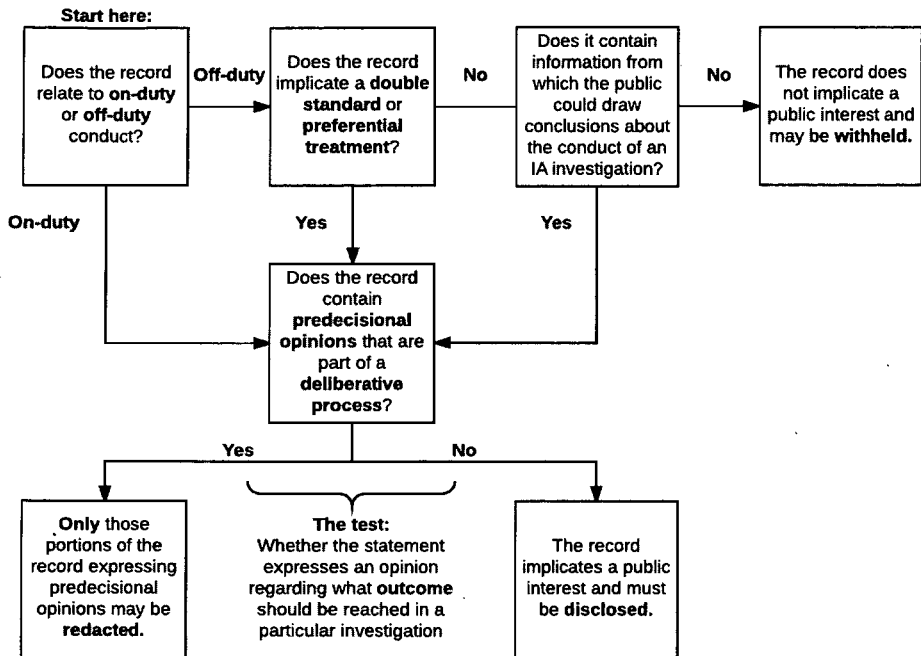 Start here:
Does the record
relate to on-duty
or off-duty
conduct?
Off-duty
Does the record
implicate a double
standard or
preferential
treatment?
No
Does it contain
information from
which the public
could draw
conclusions about
the conduct of an
IA investigation?
No
The record does
not implicate a
public interest and
may be withheld.
On-duty
Yes
Yes
Does the record
contain
predecisional
opinions that are
part of a
deliberative
process?
Yes
No
Only those
portions of the
record expressing
predecisional
opinions may be
redacted.
The test:
Whether the statement
expresses an opinion
regarding what outcome
should be reached in a
particular investigation
The record
implicates a public
interest and must
be disclosed.